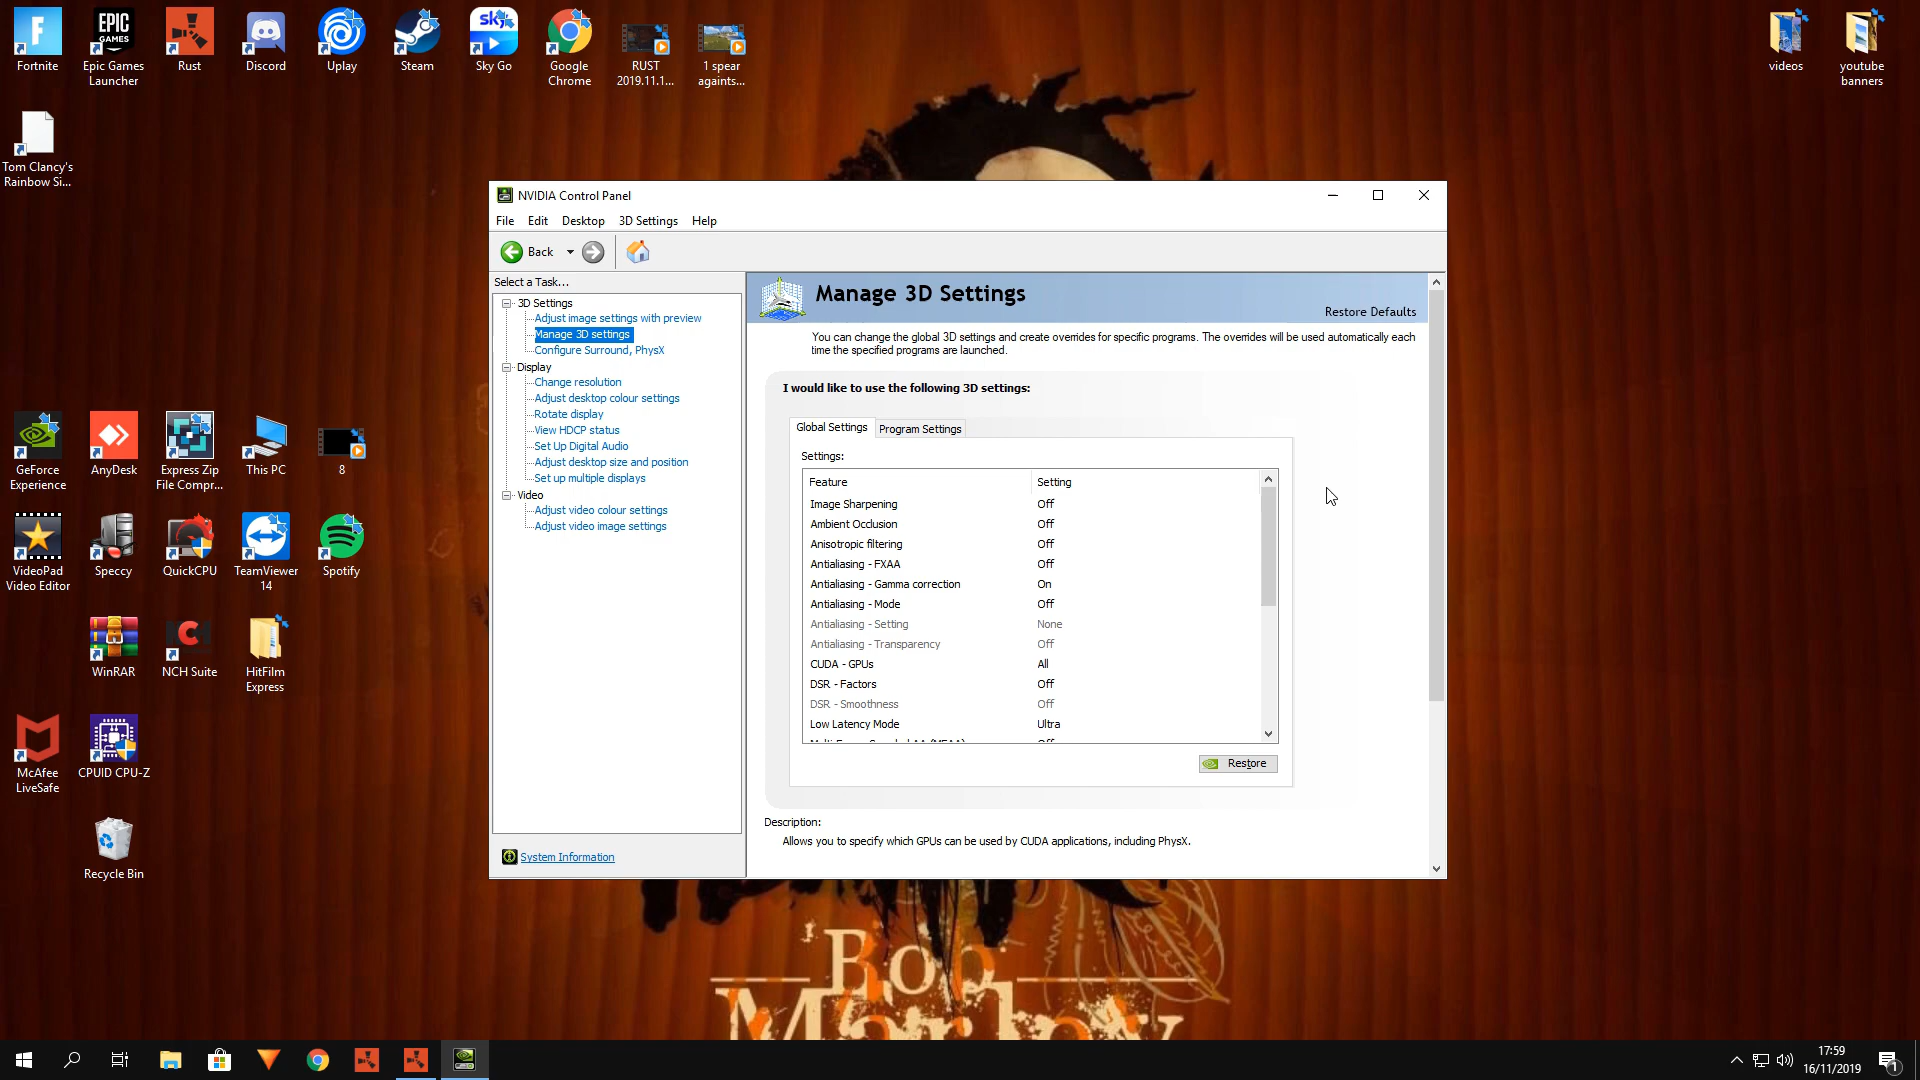 Fortnite
Epic Games
Launcher
Rust
Discord
Uplay
Steam
Sky Go
Google
Chrome
RUST
2019.11.1...
1 spear
againts...
videos
youtube
banners
EPIC
GAMES
sky
Tom Clancy's
Rainbow Si...
NVIDIA Control Panel
File Edit Desktop 3D Settings Help
Back
Select a Task...
3D Settings
Adjust image settings with preview
Manage 3D settings
Configure Surround, PhysX
Display
Change resolution
Adjust desktop colour settings
Rotate display
View HDCP status
Set Up Digital Audio
Adjust desktop size and position
Set up multiple displays
Video
Adjust video colour settings
Adjust video image settings
System Information
Manage 3D Settings
Restore Defaults
You can change the global 3D settings and create overrides for specific programs. The overrides will be used automatically each
time the specified programs are launched.
I would like to use the following 3D settings:
Global Settings Program Settings
Settings:
Feature Setting
Image Sharpening Off
Ambient Occlusion Off
Anisotropic filtering Off
Antialiasing - FXAA Off
Antialiasing - Gamma correction On
Antialiasing - Mode Off
Antialiasing - Setting None
Antialiasing - Transparency Off
CUDA - GPUs All
DSR - Factors Off
DSR - Smoothness Off
Low Latency Mode Ultra
Restore
Description:
Allows you to specify which GPUs can be used by CUDA applications, including PhysX.
GeForce
Experience
AnyDesk
Express Zip
File Compr...
This PC
8
VideoPad
Video Editor
Speccy
QuickCPU
TeamViewer
14
Spotify
WinRAR
NCH Suite
HitFilm
Express
McAfee
LiveSafe
CPUID CPU-Z
Recycle Bin
Bob
Marley
17:59
16/11/2019
1